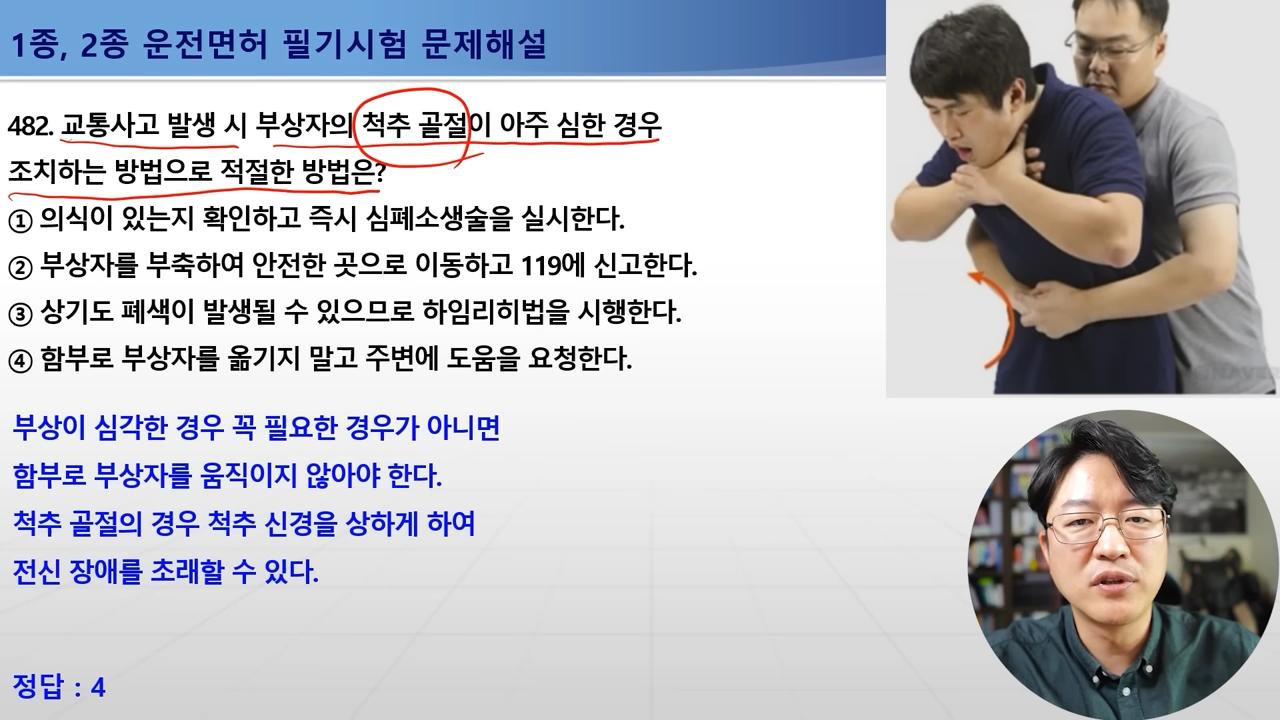 1종, 2종 운전면허 필기시험 문제해설
482. 교통사고 발생 시 부상자의 척추 골절이 아주 심한 경우
조치하는 방법으로 적절한 방법은?
① 의식이 있는지 확인하고 즉시 심폐소생술을 실시한다.
② 부상자를 부축하여 안전한 곳으로 이동하고 119에 신고한다.
③ 상기도 폐색이 발생될 수 있으므로 하임리히법을 시행한다.
④ 함부로 부상자를 옮기지 말고 주변에 도움을 요청한다.
부상이 심각한 경우 꼭 필요한 경우가 아니면
함부로 부상자를 움직이지 않아야 한다.
척추 골절의 경우 척추 신경을 상하게 하여
전신 장애를 초래할 수 있다.
정답 : 4